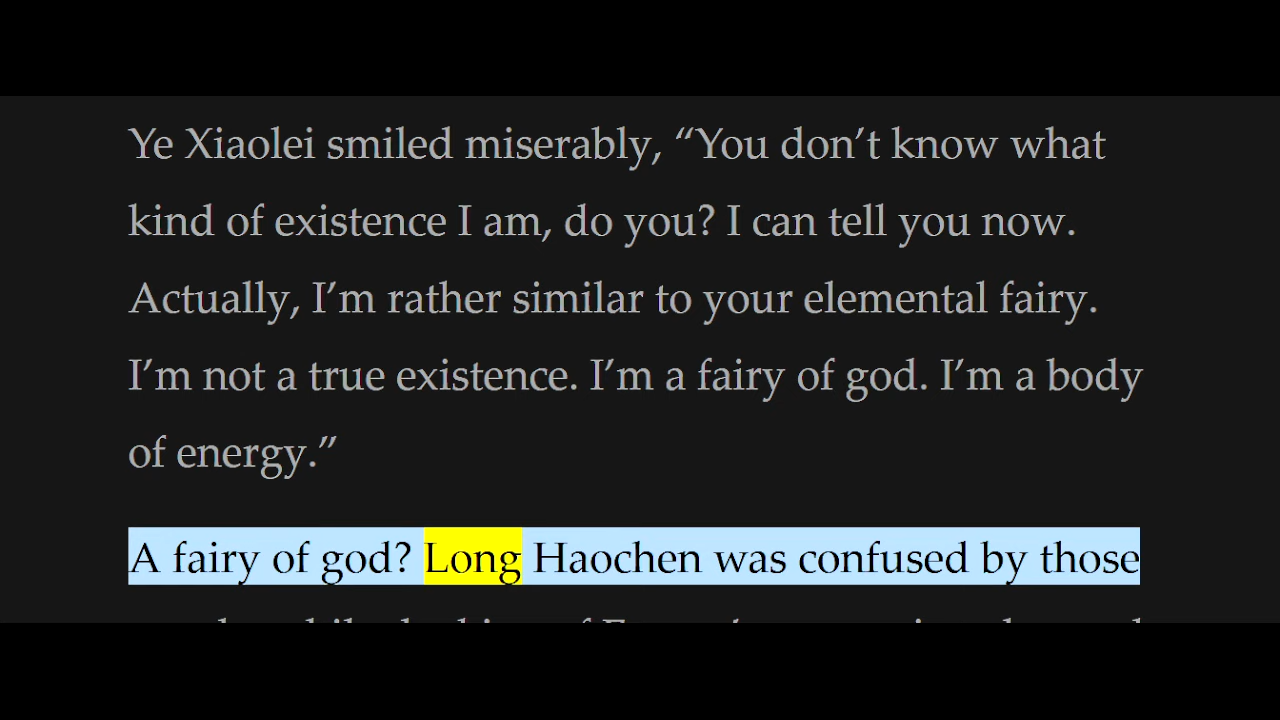 Ye Xiaolei smiled miserably, “You don’t know what
kind of existence I am, do you? I can tell you now.
Actually, I’m rather similar to your elemental fairy.
I’m not a true existence. I’m a fairy of god. I’m a body
of energy.”
A fairy of god? Long Haochen was confused by those